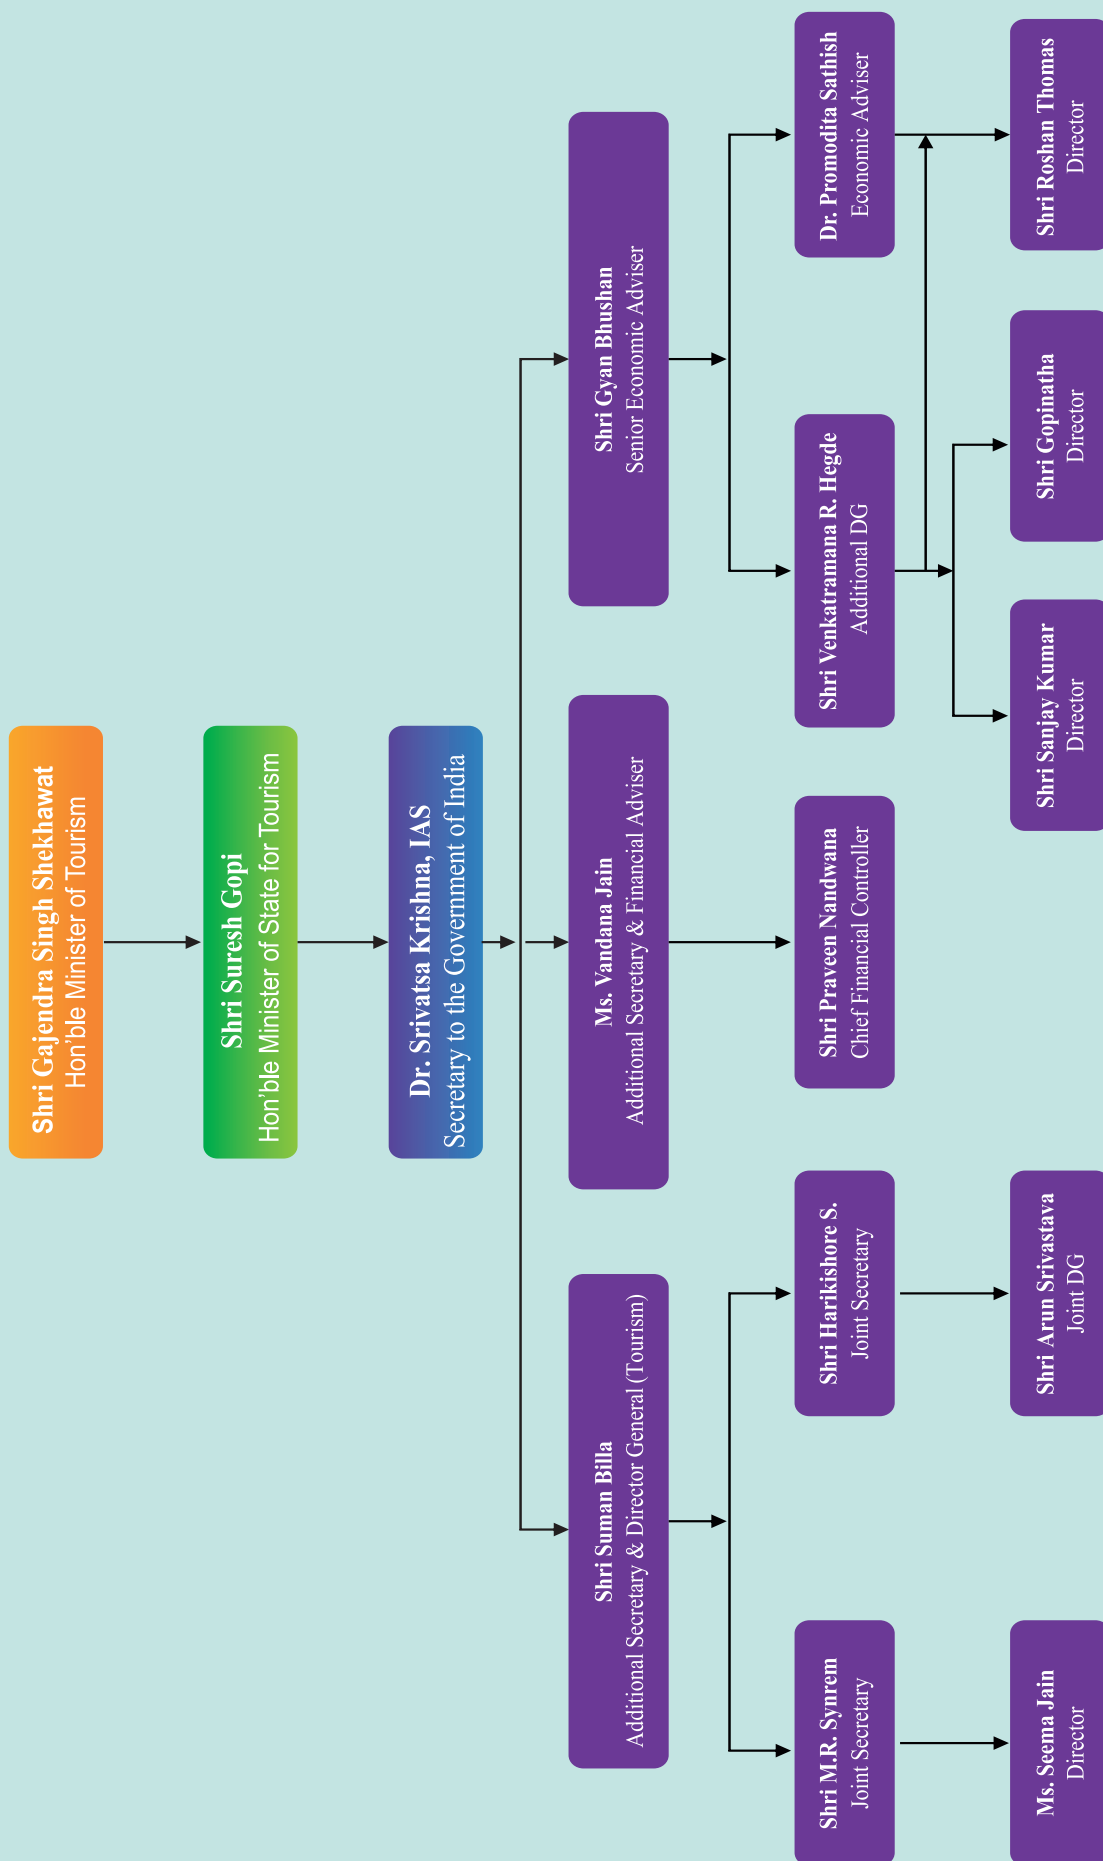 Shri Gajendra Singh Shekhawat
Hon'ble Minister of Tourism
Shri Suresh Gopi
Hon'ble Minister of State for Tourism
Dr. Srivatsa Krishna, IAS
Secretary to the Government of India
Shri Suman Billa
Additional Secretary & Director General (Tourism)
Ms. Vandana Jain
Additional Secretary & Financial Adviser
Shri Gyan Bhushan
Senior Economic Adviser
Shri M.R. Synrem
Joint Secretary
Shri Harikishore S.
Joint Secretary
Shri Praveen Nandwana
Chief Financial Controller
Shri Venkatramana R. Hegde
Additional DG
Dr. Promodita Sathish
Economic Adviser
Ms. Seema Jain
Director
Shri Arun Srivastava
Joint DG
Shri Sanjay Kumar
Director
Shri Gopinatha
Director
Shri Roshan Thomas
Director